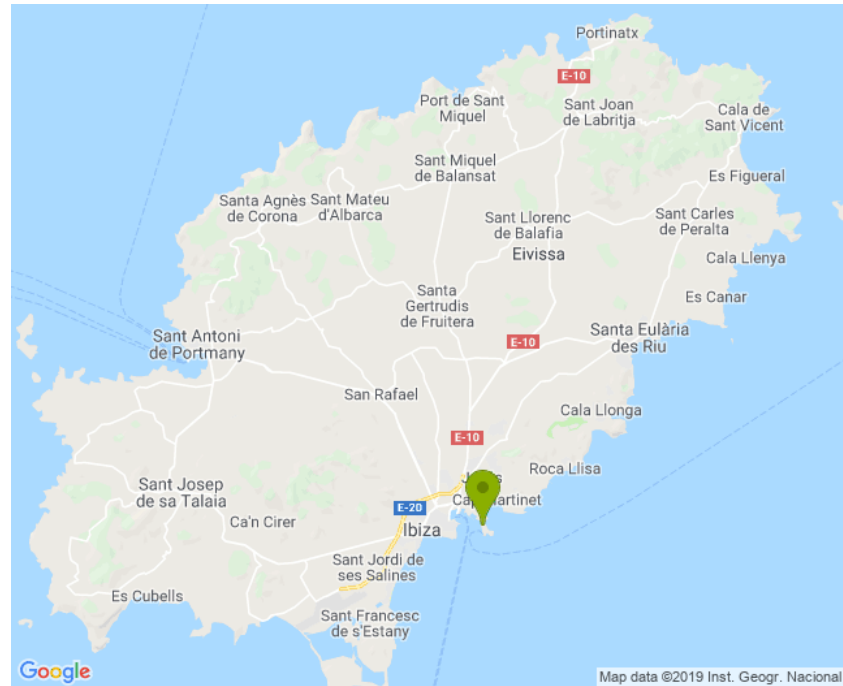 Portinatx
E-10
Port de Sant
Miquel
Sant Joan
de Labritja
Cala de
Sant Vicent
Sant Miquel
de Balansat
Es Figueral
Santa Agnès
de Corona
Sant Mateu
d'Albarca
Sant Llorenc
de Balafia
Sant Carles
de Peralta
Eivissa
Cala Llenya
Santa
Gertrudis
de Fruitera
Es Canar
Sant Antoni
de Portmany
E-10
Santa Eulària
des Riu
San Rafael
Cala Llonga
E-10
Roca Llisa
Sant Josep
de sa Talaia
Martinet
E-20
Ca'n Cirer
Ibiza
Sant Jordi de
ses Salines
Es Cubells
Sant Francesc
de s'Estany
Google
Map data ©2019 Inst. Geogr. Nacional